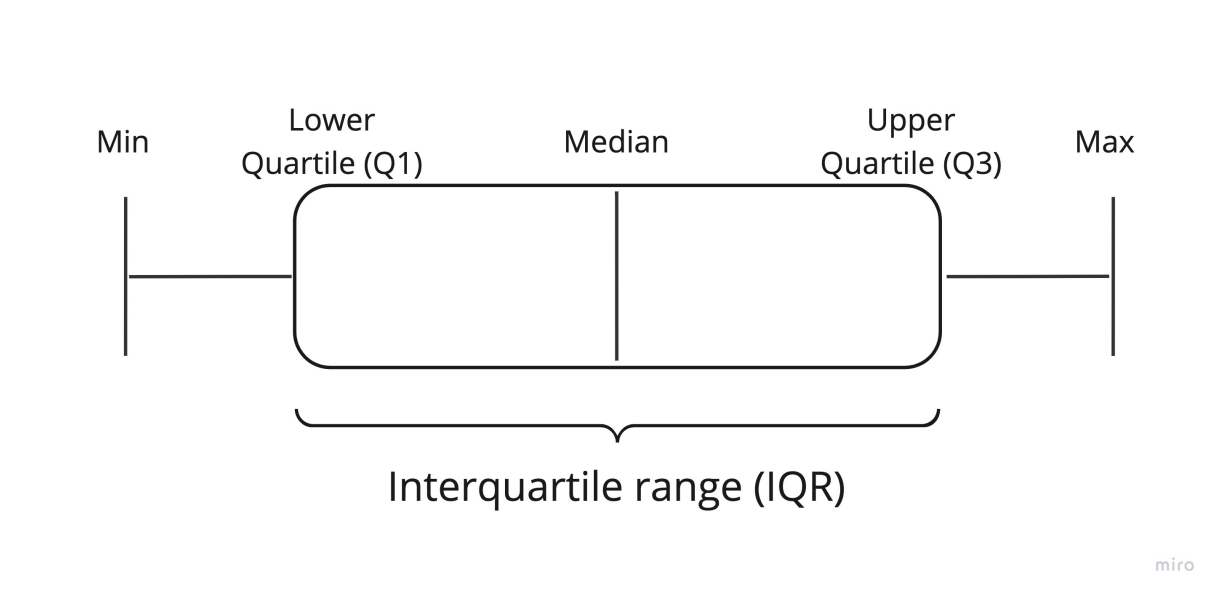 Min
Lower
Quartile (Q1)
Median
Upper
Quartile (Q3)
Max
Interquartile range (IQR)
miro